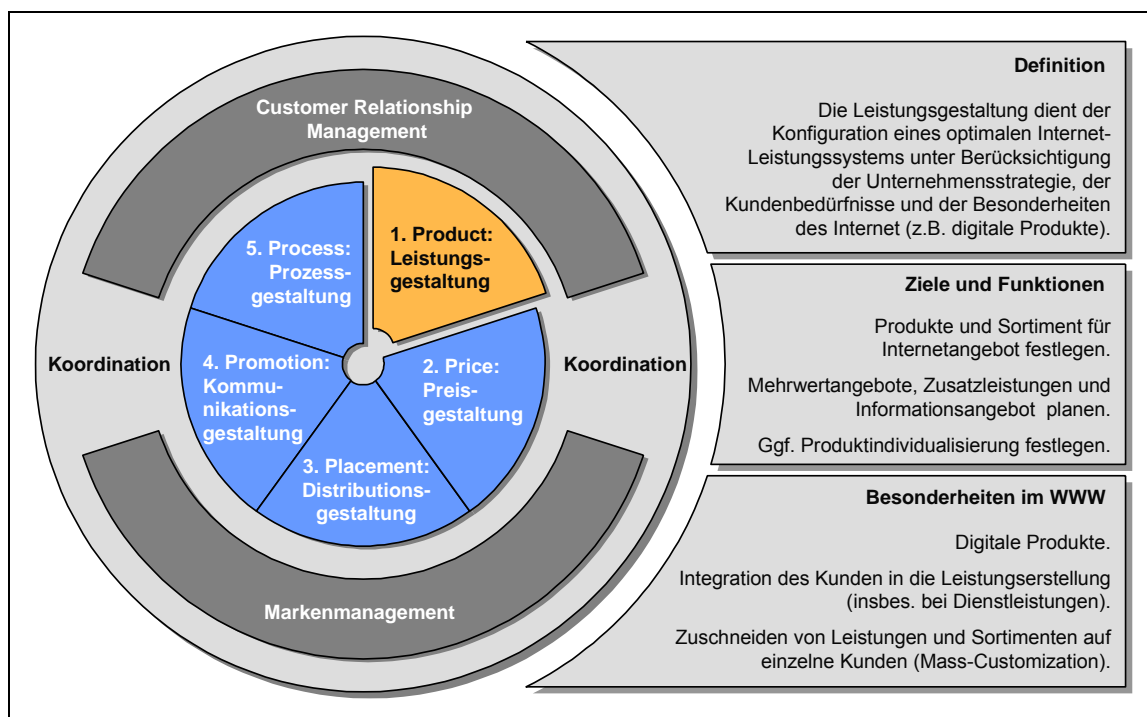 Customer Relationship
Management
1. Product:
Leistungs-
gestaltung
2. Price:
Preis-
gestaltung
3. Placement:
Distributions-
gestaltung
4. Promotion:
Kommu-
nikations-
gestaltung
5. Process:
Prozess-
gestaltung
Koordination
Koordination
Markenmanagement
Definition
Die Leistungsgestaltung dient der
Konfiguration eines optimalen Internet-
Leistungssystems unter Berücksichtigung
der Unternehmensstrategie, der
Kundenbedürfnisse und der Besonderheiten
des Internet (z.B. digitale Produkte).
Ziele und Funktionen
Produkte und Sortiment für
Internetangebot festlegen.
Mehrwertangebote, Zusatzleistungen und
Informationsangebot planen.
Ggf. Produktindividualisierung festlegen.
Besonderheiten im WWW
Digitale Produkte.
Integration des Kunden in die Leistungserstellung
(insbes. bei Dienstleistungen).
Zuschneiden von Leistungen und Sortimenten auf
einzelne Kunden (Mass-Customization).